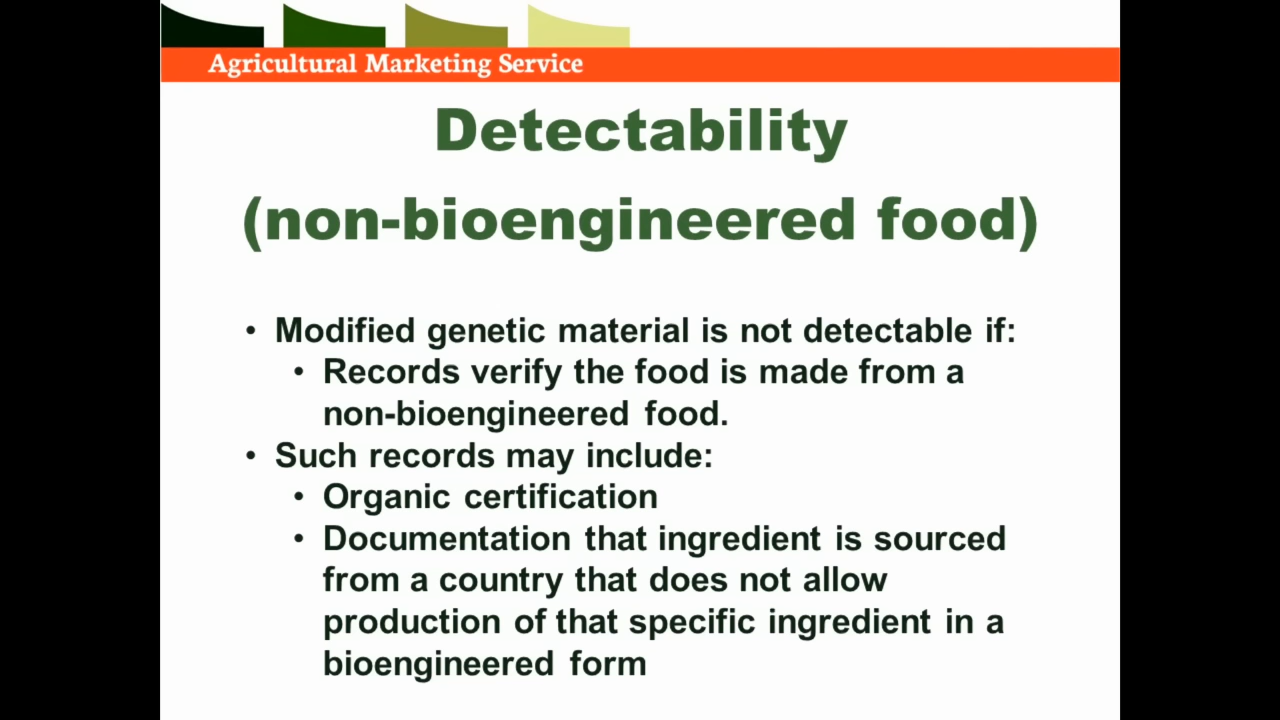 Agricultural Marketing Service
Detectability
(non-bioengineered food)
• Modified genetic material is not detectable if:
• Records verify the food is made from a
non-bioengineered food.
• Such records may include:
• Organic certification
• Documentation that ingredient is sourced
from a country that does not allow
production of that specific ingredient in a
bioengineered form